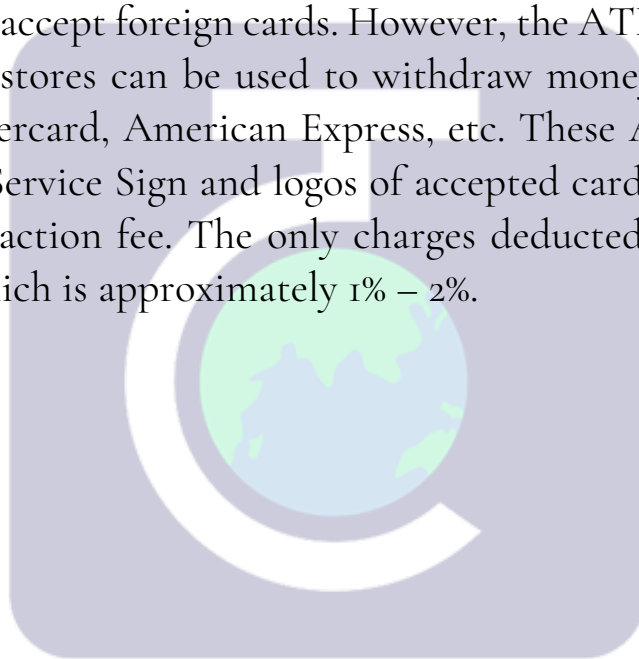 accept foreign cards. However, the
stores can be used to withdraw
American Express, etc. These
Service Sign and logos of accepted
fee. The only charges deducted
is approximately 1% – 2%.